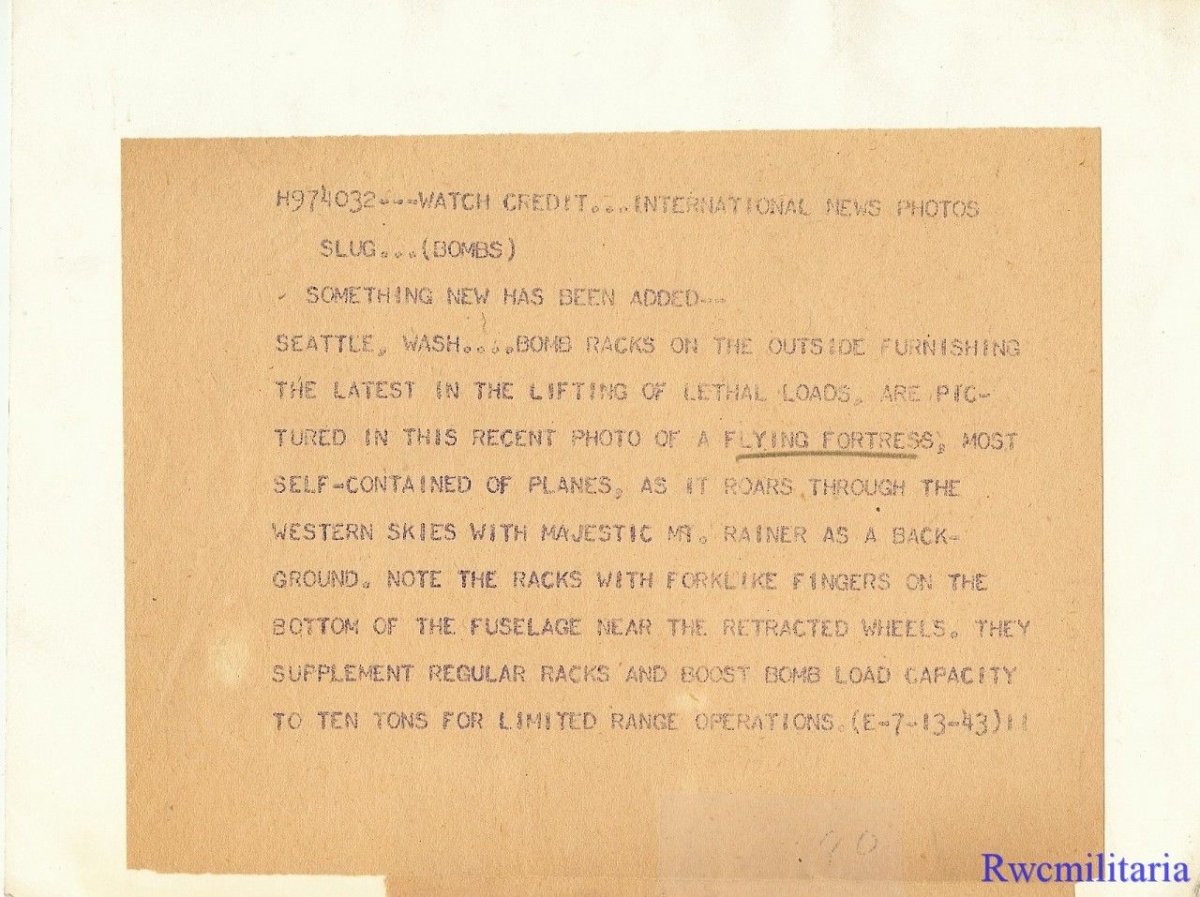 H974032---WATCH CREDIT...INTERNATIONAL NEWS PHOTOS
SLUG...(BOMBS)
- SOMETHING NEW HAS BEEN ADDED--
SEATTLE, WASH....BOMB RACKS ON THE OUTSIDE FURNISHING
THE LATEST IN THE LIFTING OF LETHAL LOADS, ARE PIC-
TURED IN THIS RECENT PHOTO OF A FLYING FORTRESS, MOST
SELF-CONTAINED OF PLANES, AS IT ROARS THROUGH THE
WESTERN SKIES WITH MAJESTIC MT. RAINER AS A BACK-
GROUND. NOTE THE RACKS WITH FORKLIKE FINGERS ON THE
BOTTOM OF THE FUSELAGE NEAR THE RETRACTED WHEELS. THEY
SUPPLEMENT REGULAR RACKS AND BOOST BOMB LOAD CAPACITY
TO TEN TONS FOR LIMITED RANGE OPERATIONS.(E-7-13-43)11
Rwcmilitaria